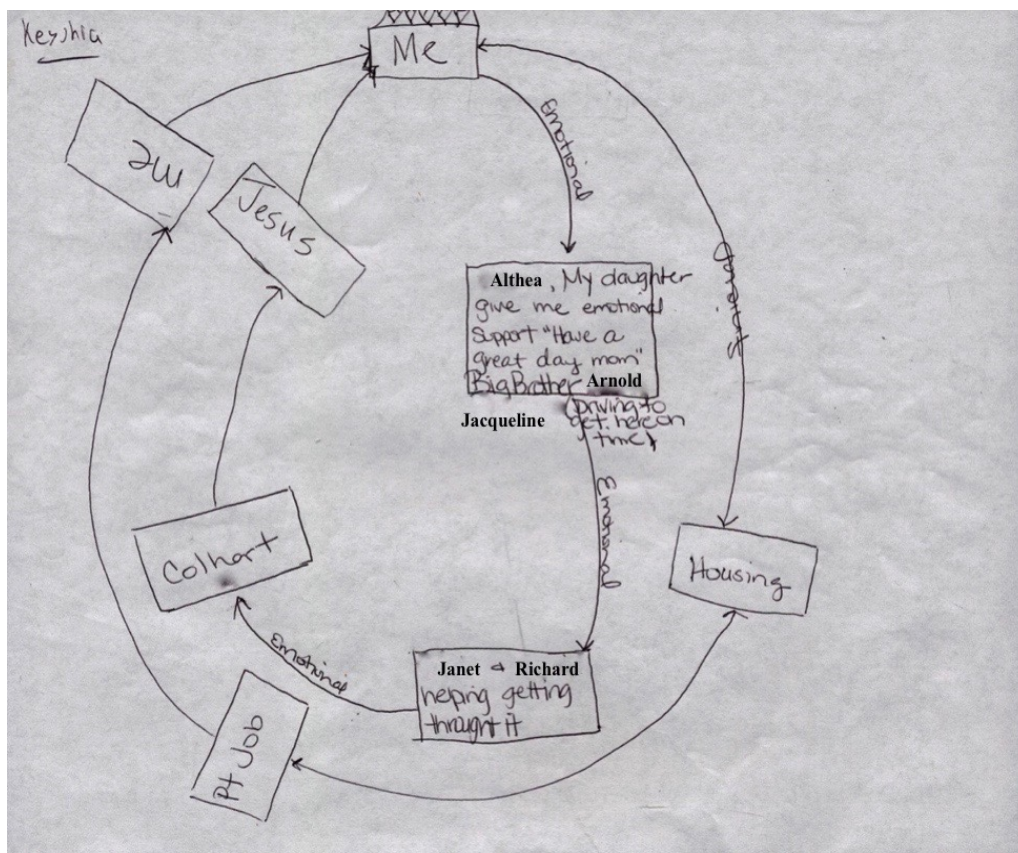 Keyshia
Me
me
Jesus
Emotional
Althea, My daughter
give me emotional
Support "Have a
great day mom"
Big Brother Arnold
Jacqueline
(Driving to
get here on
time)
Emotional
Colhart
Housing
Emotional
Janet & Richard
helping getting
throught it
Pt Job